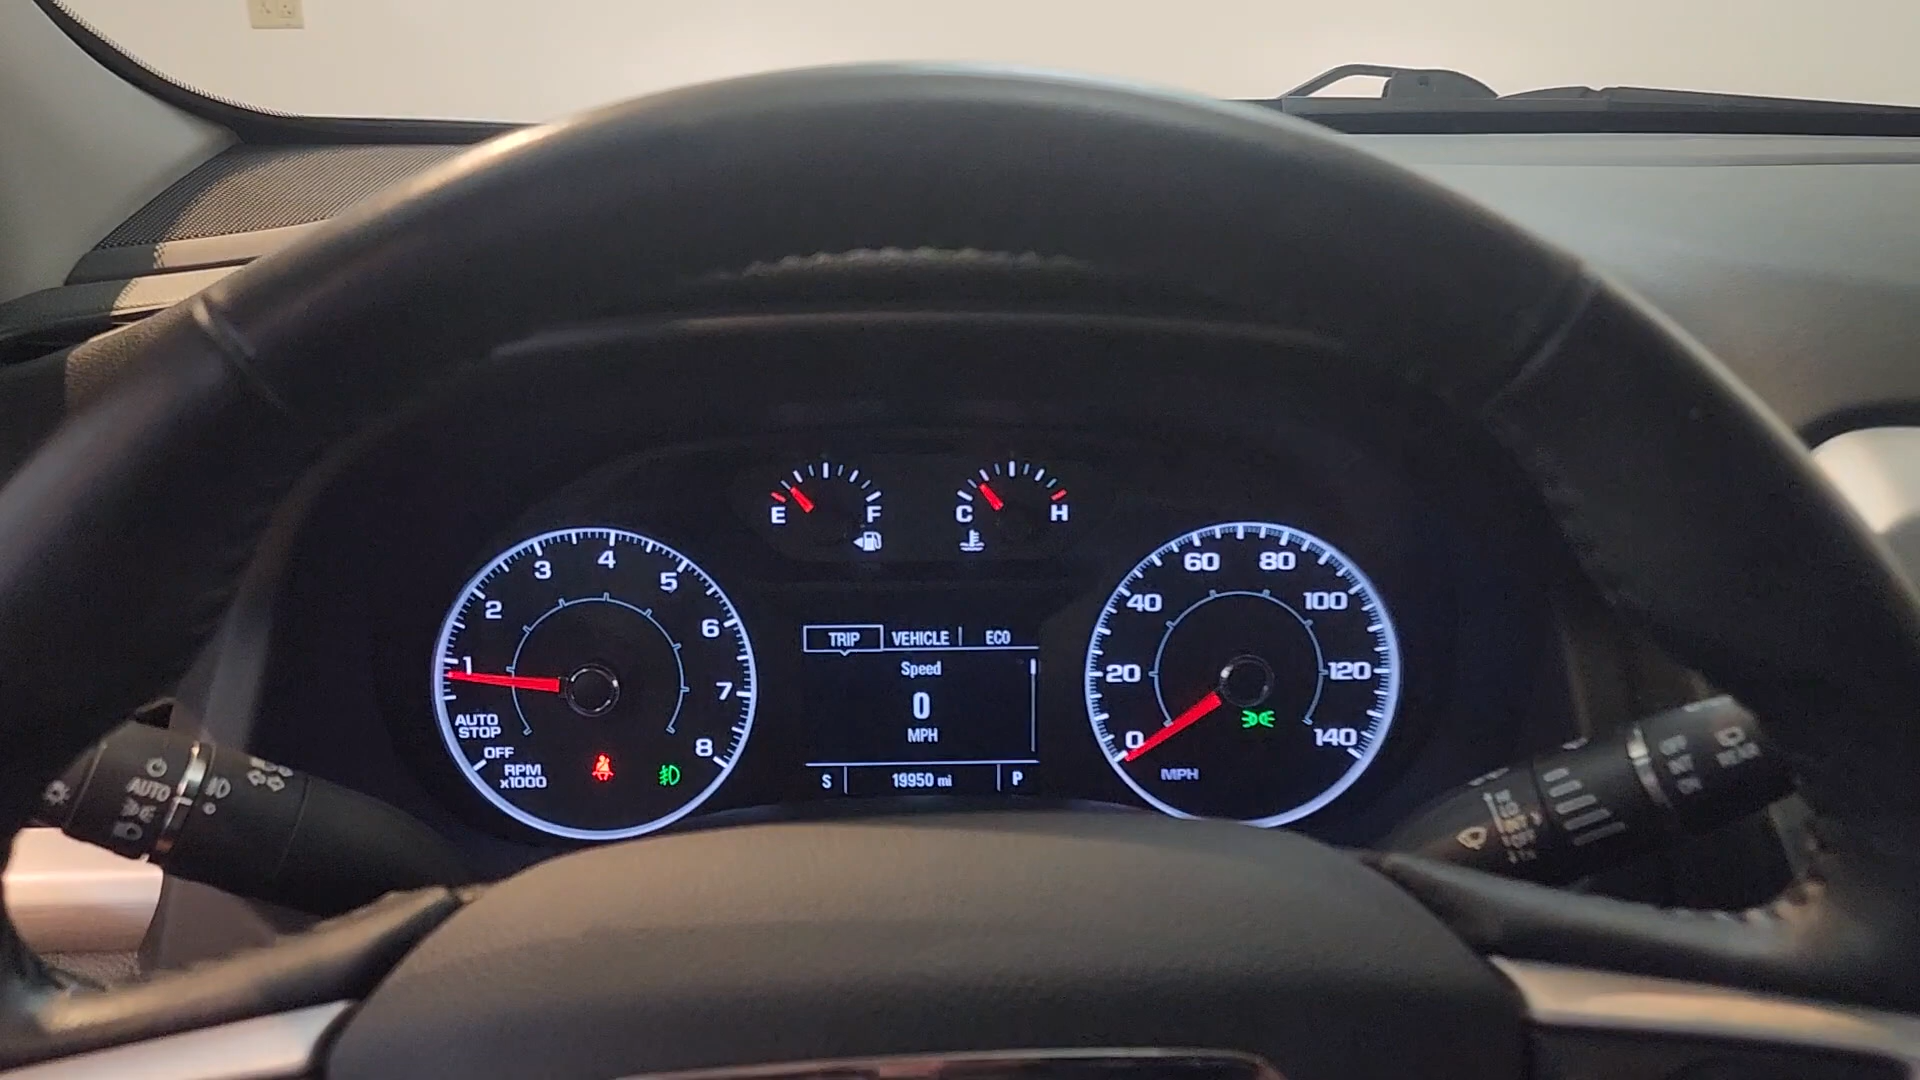 E F
C H
1 2 3 4 5 6 7 8
AUTO
STOP
OFF
RPM
x1000
TRIP VEHICLE ECO
Speed
0
MPH
S 19950 mi P
0 20 40 60 80 100 120 140
MPH
AUTO